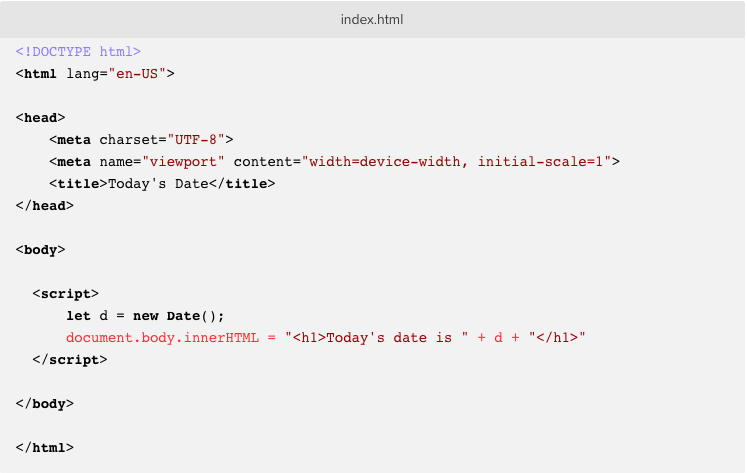 index.html
<!DOCTYPE html>
<html lang="en-US">
<head>
    <meta charset="UTF-8">
    <meta name="viewport" content="width=device-width, initial-scale=1">
    <title>Today's Date</title>
</head>
<body>
  <script>
      let d = new Date();
      document.body.innerHTML = "<h1>Today's date is " + d + "</h1>"
  </script>
</body>
</html>